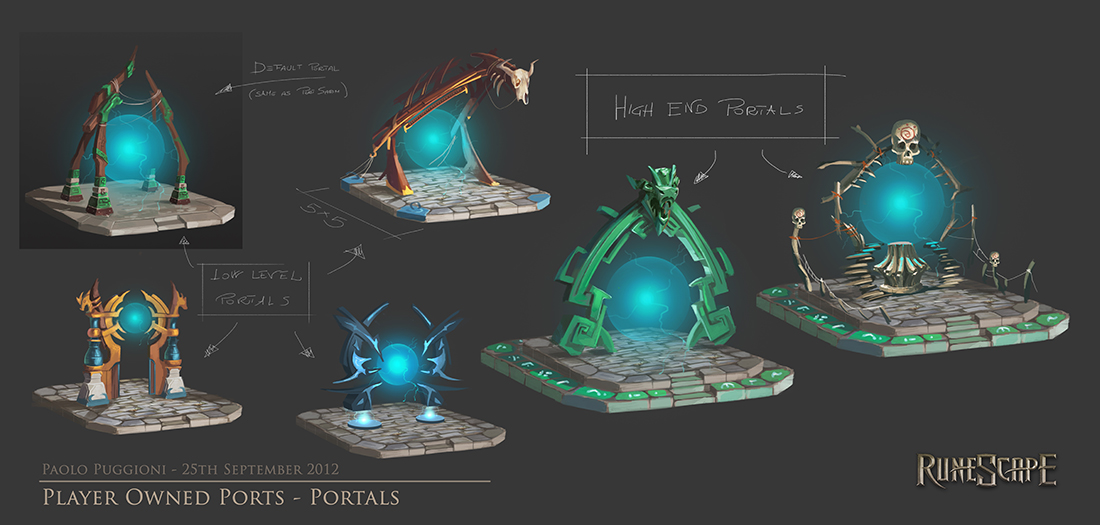 Default Portal
(same as the swom)
High End Portals
5x5
Low Level
Portals
Paolo Puggioni - 25th September 2012
Player Owned Ports - Portals
RuneScape